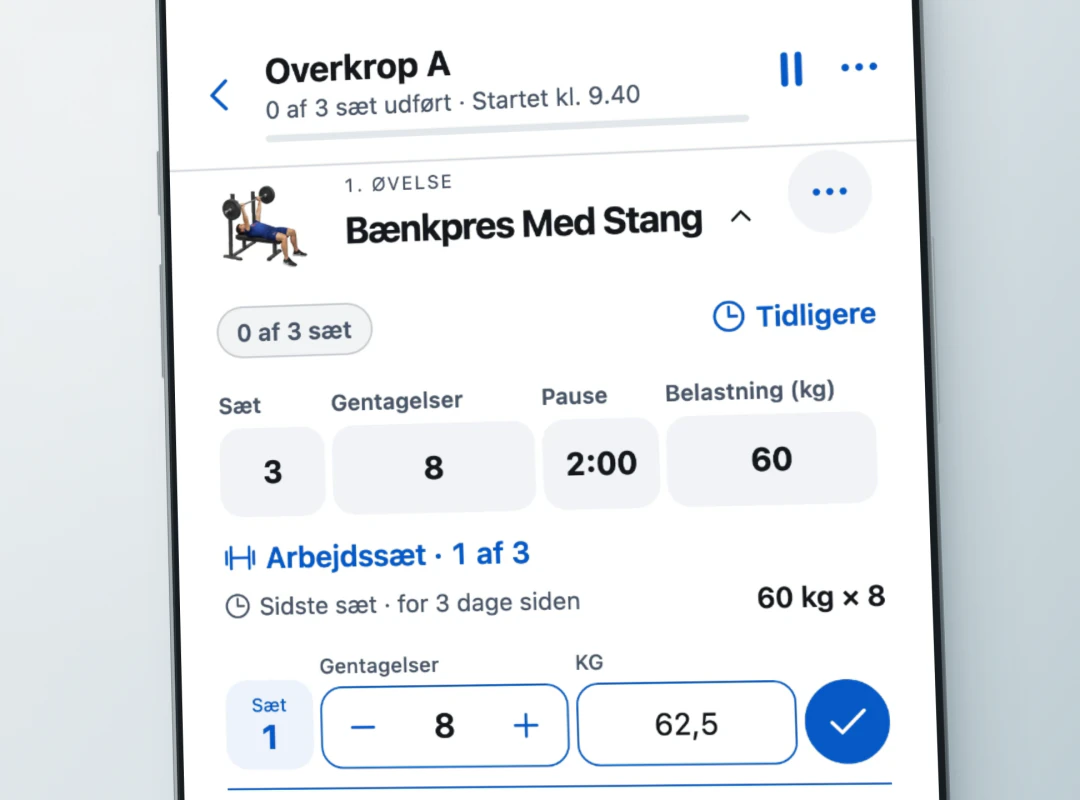 Overkrop A
0 af 3 sæt udført · Startet kl. 9.40
1. ØVELSE
Bænkpres Med Stang
0 af 3 sæt
Tidligere
Sæt Gentagelser Pause Belastning (kg)
3 8 2:00 60
Arbejdssæt · 1 af 3
Sidste sæt · for 3 dage siden 60 kg × 8
Gentagelser KG
Sæt
1 8 62,5